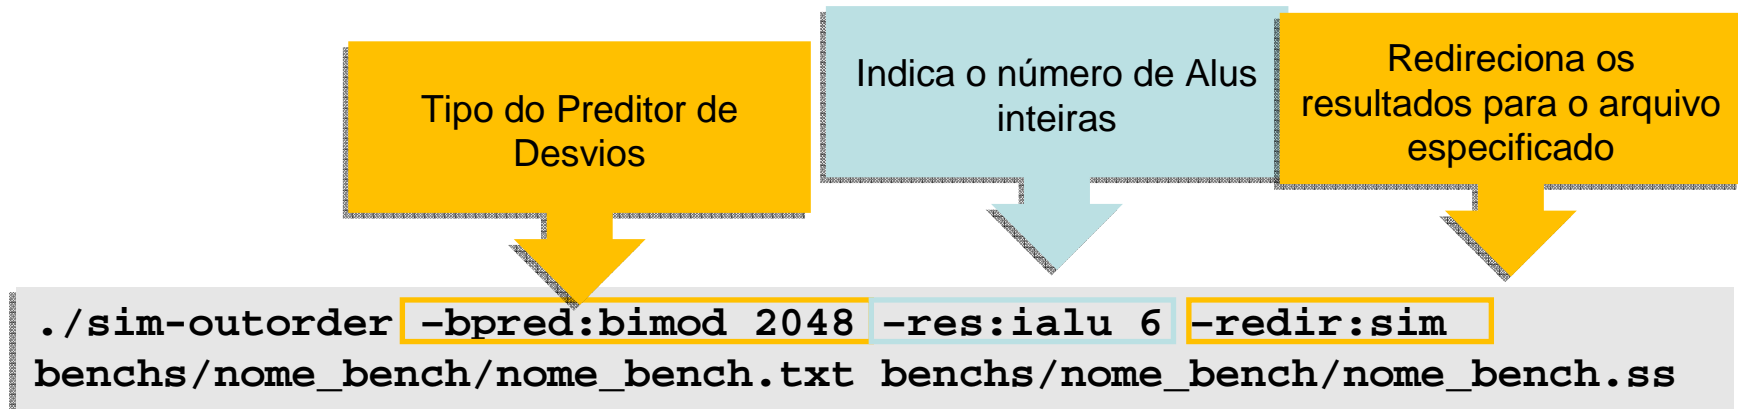 Tipo do Preditor de
Desvios
Indica o número de Alus
inteiras
Redireciona os
resultados para o arquivo
especificado
./sim-outorder –bpred:bimod 2048 –res:ialu 6 –redir:sim
benchs/nome_bench/nome_bench.txt benchs/nome_bench/nome_bench.ss